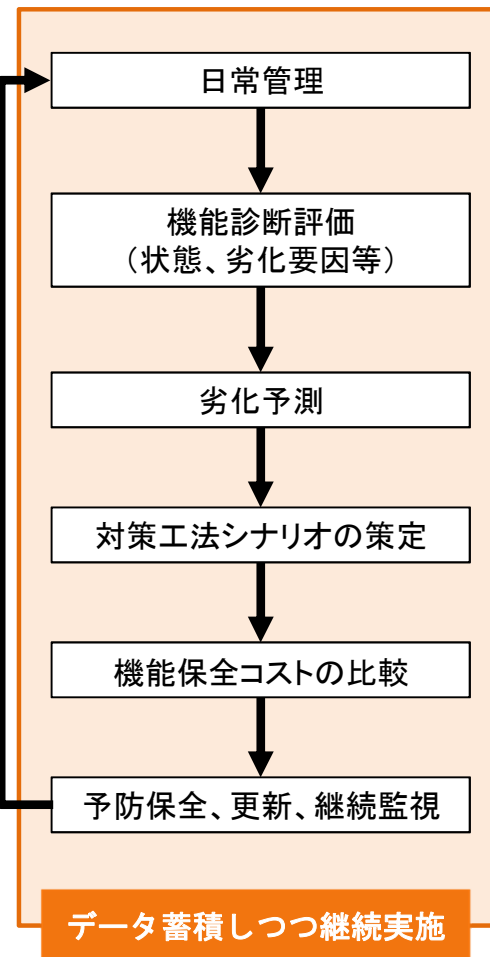 日常管理
機能診断評価
（状態、劣化要因等）
劣化予測
対策工法シナリオの策定
機能保全コストの比較
予防保全、更新、継続監視
データ蓄積しつつ継続実施